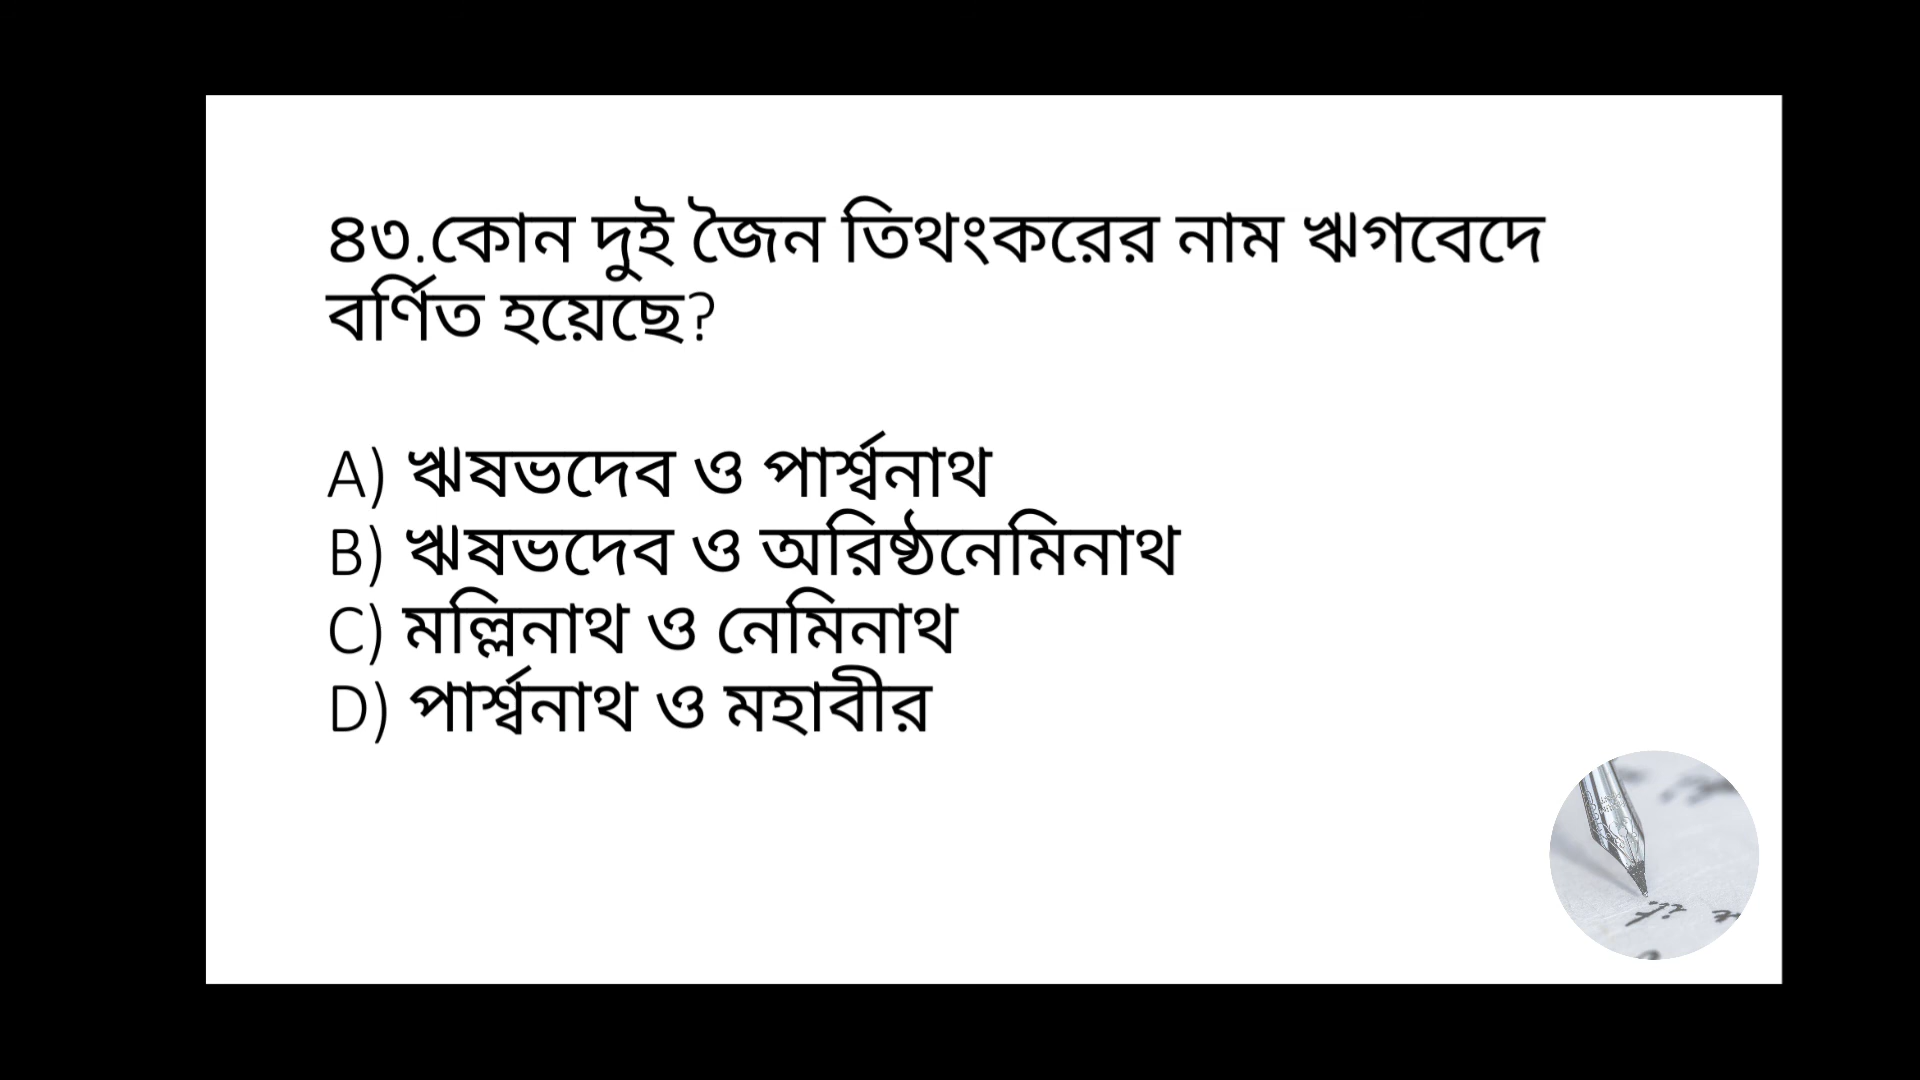 ৪৩.কোন দুই জৈন তিথংকরের নাম ঋগবেদে
বর্ণিত হয়েছে?
A) ঋষভদেব ও পার্শ্বনাথ
B) ঋষভদেব ও অরিষ্ঠনেমিনাথ
C) মল্লিনাথ ও নেমিনাথ
D) পার্শ্বনাথ ও মহাবীর